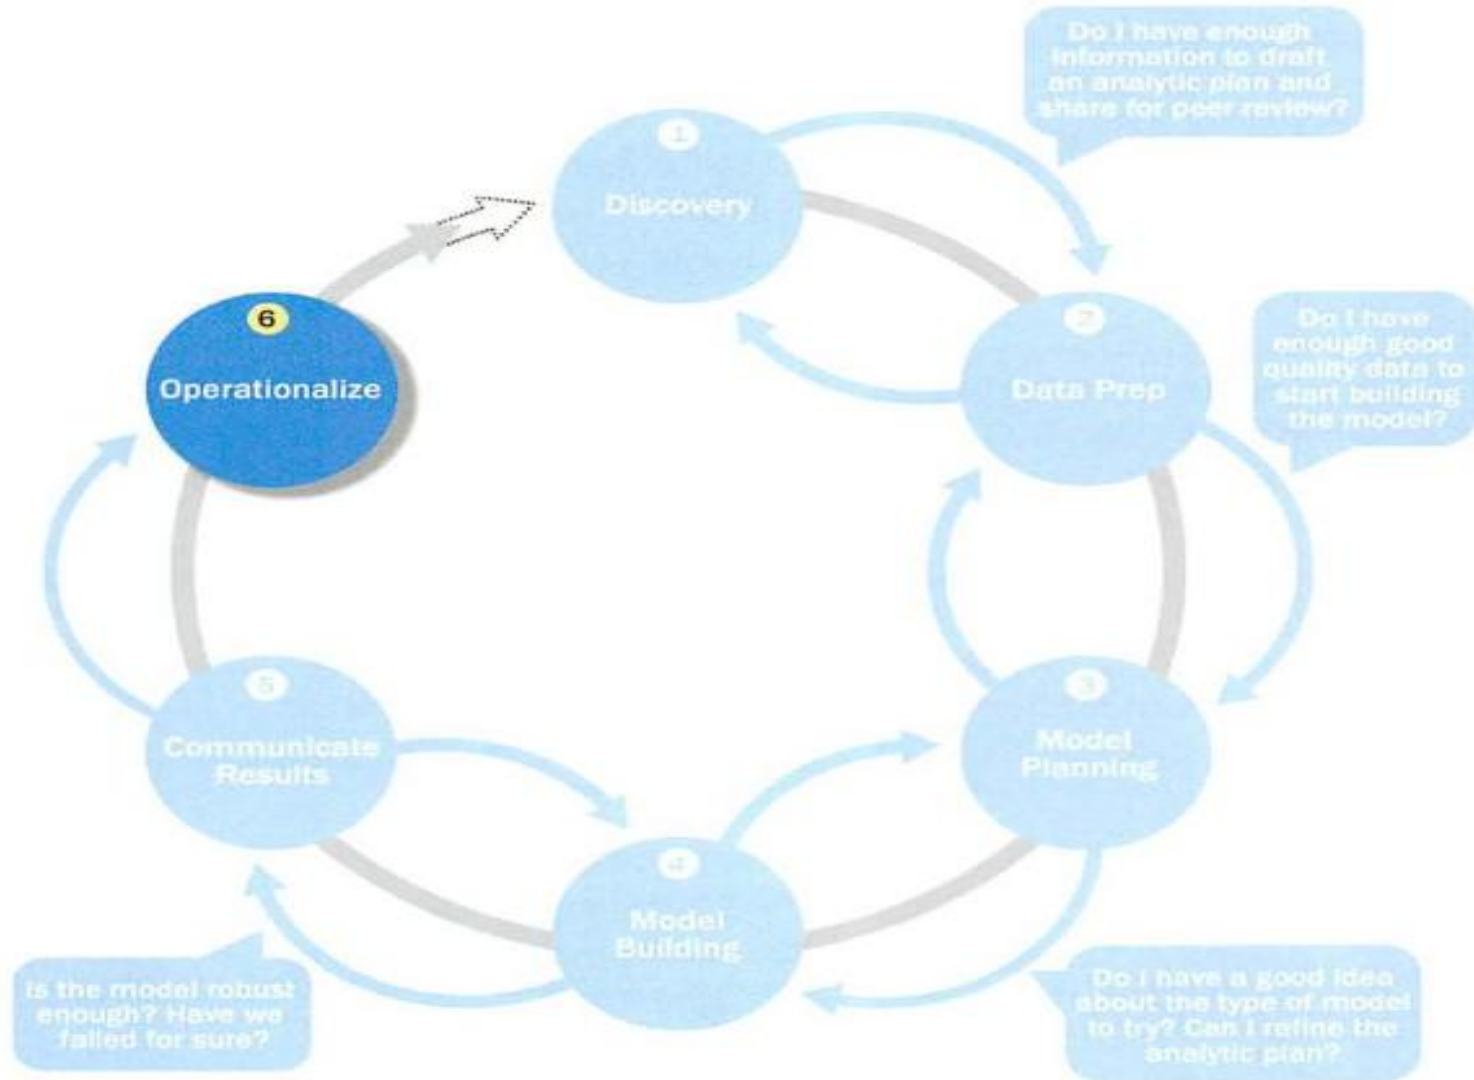 Do I have enough
information to draft
an analytic plan and
share for peer review?
1
Discovery
6
Operationalize
2
Data Prep
Do I have
enough good
quality data to
start building
the model?
5
Communicate
Results
3
Model
Planning
4
Model
Building
Is the model robust
enough? Have we
failed for sure?
Do I have a good idea
about the type of model
to try? Can I refine the
analytic plan?